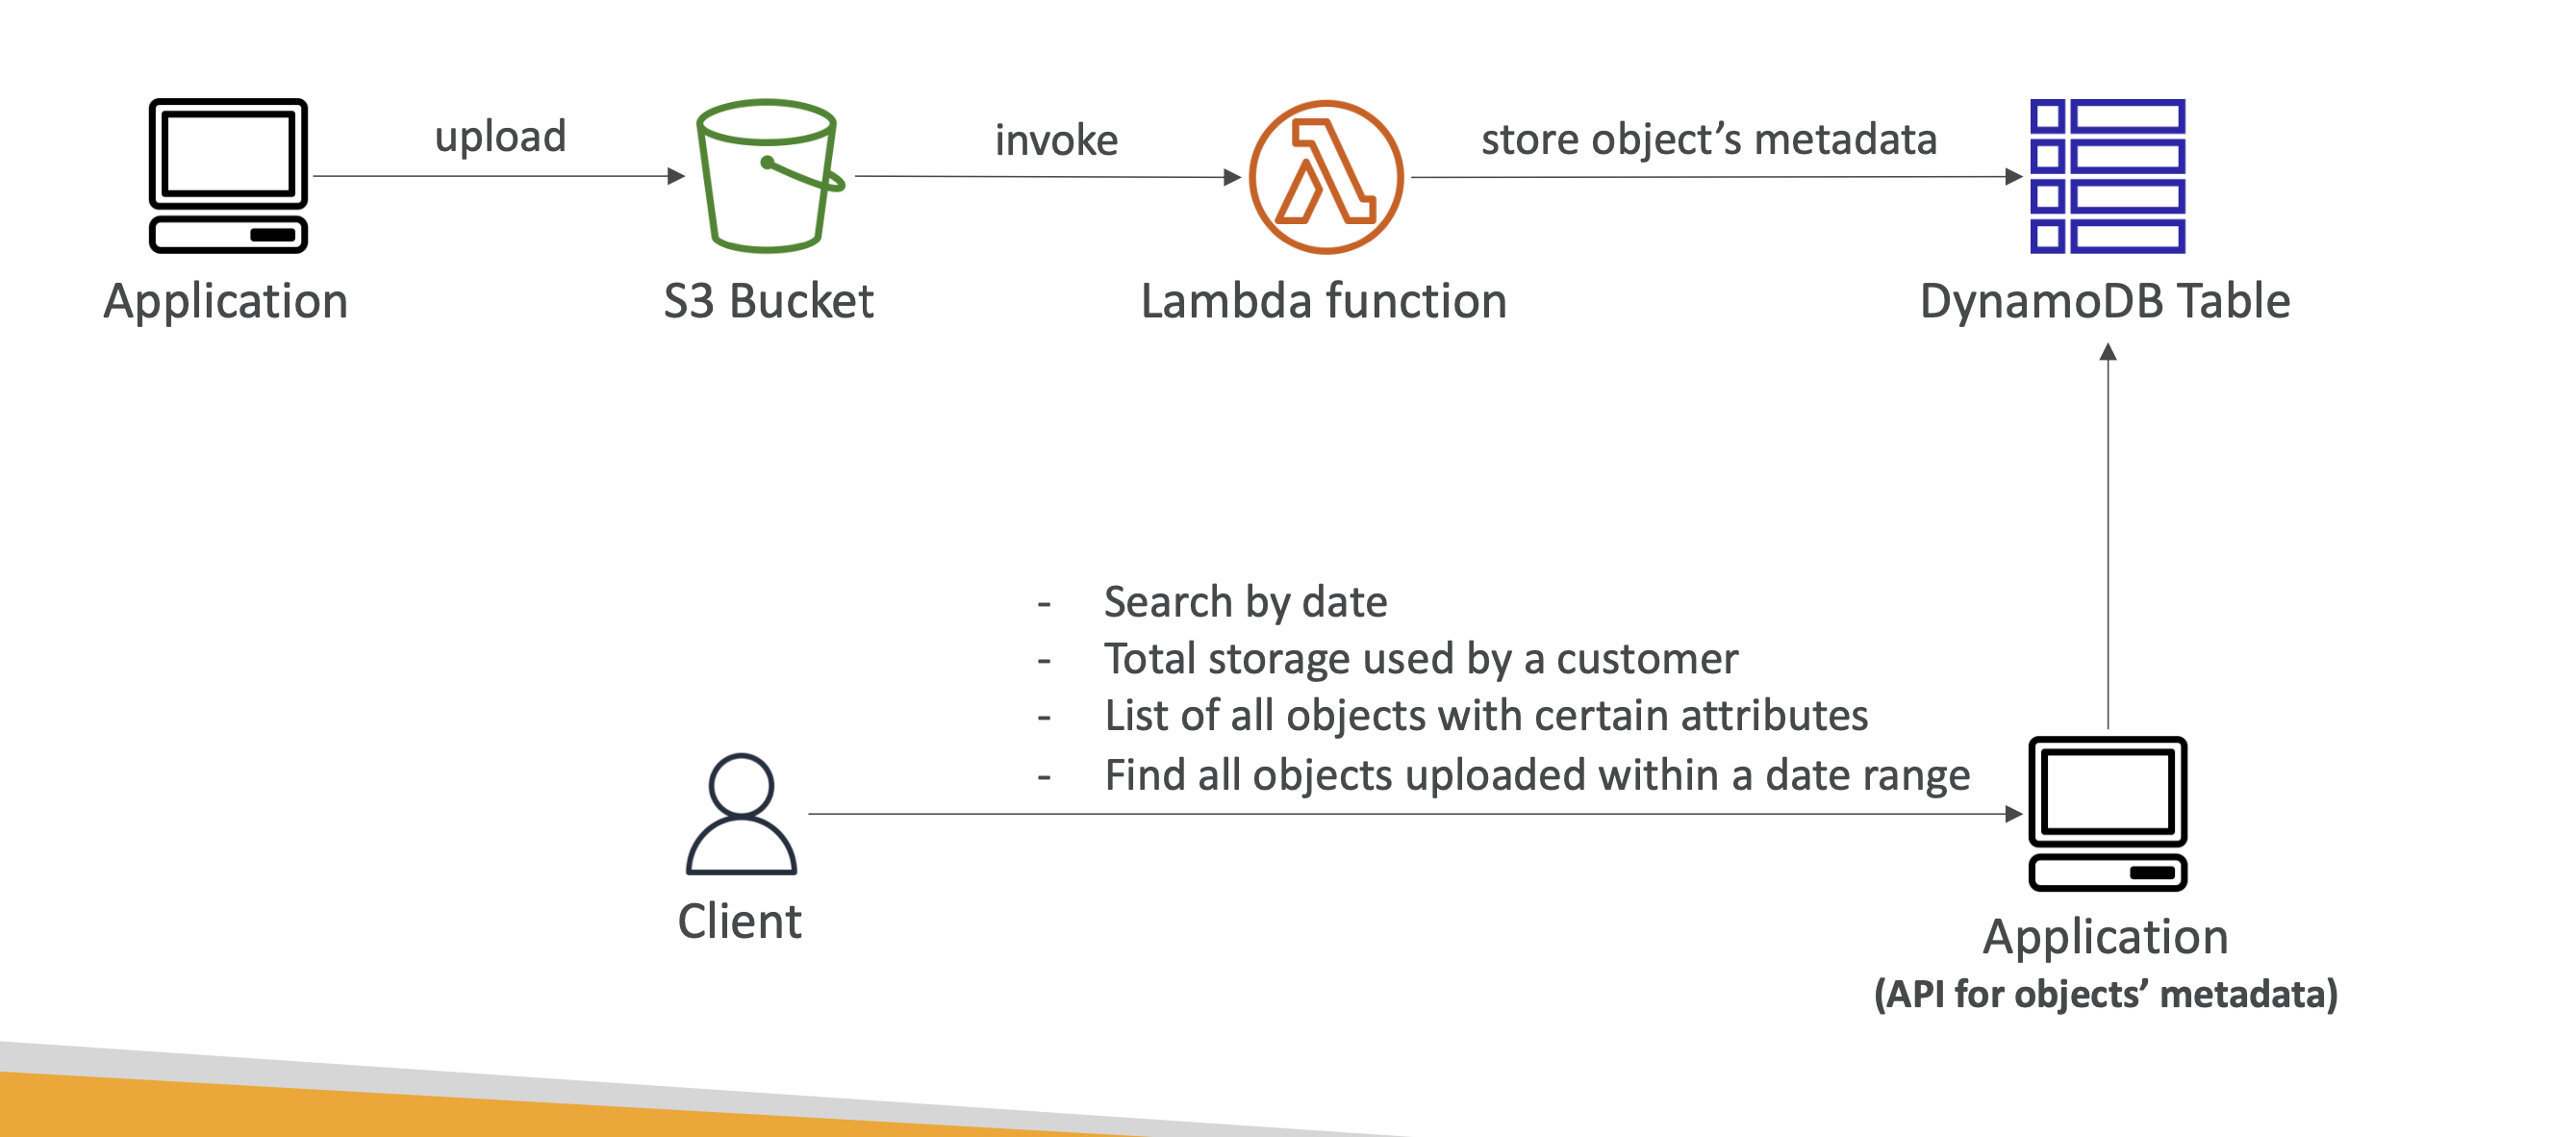 upload
invoke
store object’s metadata
Application
S3 Bucket
Lambda function
DynamoDB Table
- Search by date
- Total storage used by a customer
- List of all objects with certain attributes
- Find all objects uploaded within a date range
Client
Application
(API for objects’ metadata)